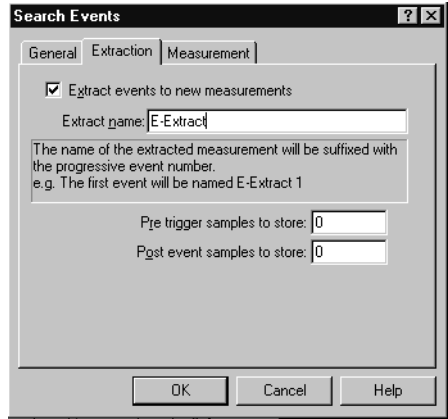 Search Events
General Extraction Measurement
Extract events to new measurements
Extract name: E-Extract
The name of the extracted measurement will be suffixed with
the progressive event number.
e.g. The first event will be named E-Extract 1
Pre trigger samples to store: 0
Post event samples to store: 0
OK Cancel Help